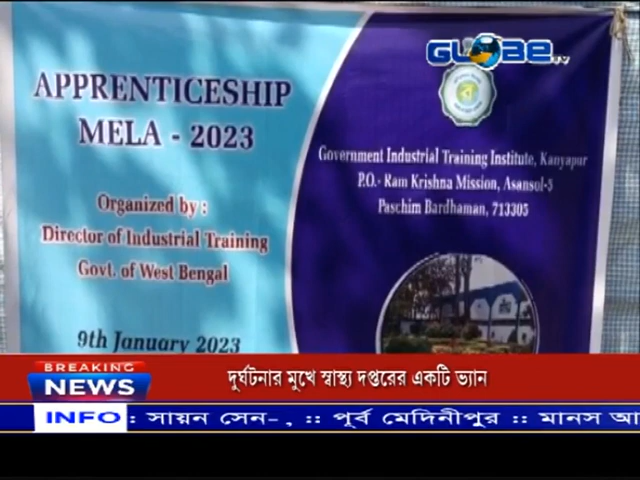 GLOBE TV
APPRENTICESHIP
MELA - 2023
Organized by :
Director of Industrial Training
Govt. of West Bengal
9th January 2023
Government Industrial Training Institute, Kanyapur
P.O.- Ram Krishna Mission, Asansol-5
Paschim Bardhaman, 713305
BREAKING
NEWS
দুর্ঘটনার মুখে স্বাস্থ্য দপ্তরের একটি ভ্যান
INFO : সায়ন সেন-, :: পূর্ব মেদিনীপুর :: মানস আ